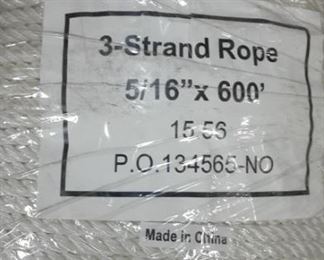 3-Strand Rope
5/16"x 600'
15 56
P.O.134565-NO
Made in China